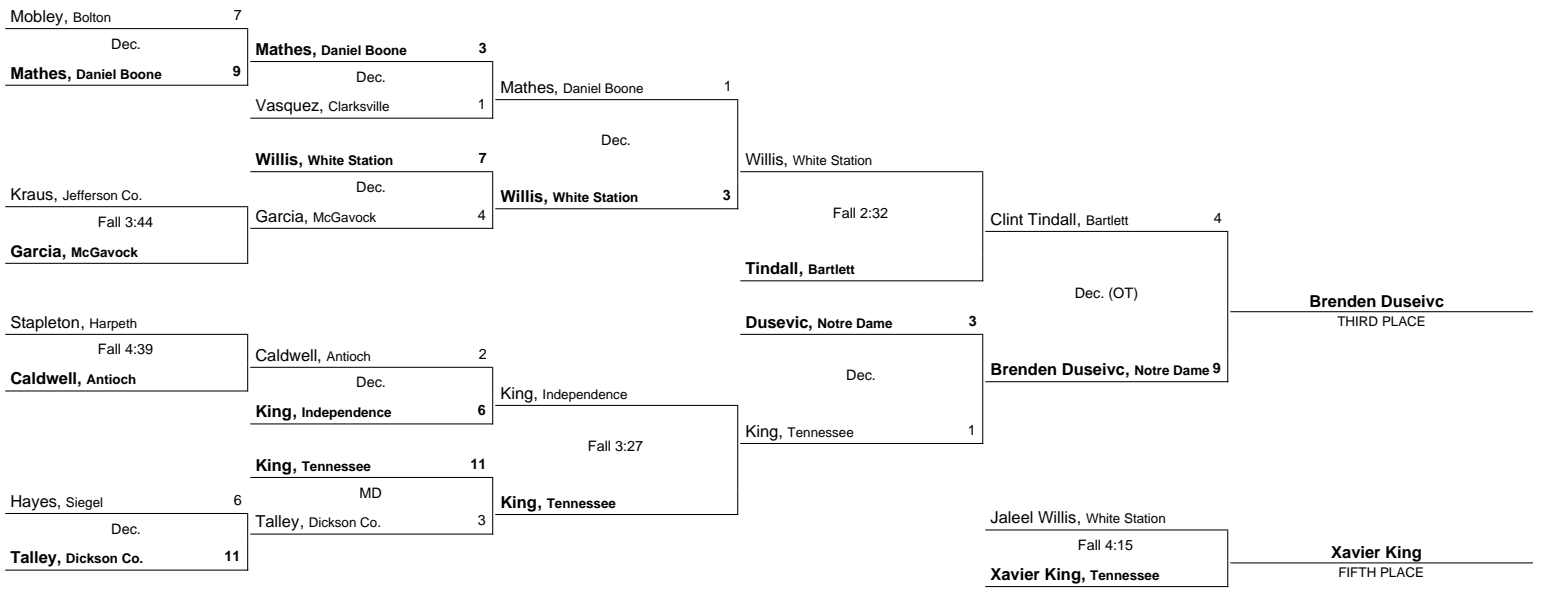 Mobley, Bolton 7
Dec.
Mathes, Daniel Boone 9
Kraus, Jefferson Co.
Fall 3:44
Garcia, McGavock
Stapleton, Harpeth
Fall 4:39
Caldwell, Antioch
Hayes, Siegel 6
Dec.
Talley, Dickson Co. 11
Mathes, Daniel Boone 3
Dec.
Vasquez, Clarksville 1
Willis, White Station 7
Dec.
Garcia, McGavock 4
Caldwell, Antioch 2
Dec.
King, Independence 6
King, Tennessee 11
MD
Talley, Dickson Co. 3
Mathes, Daniel Boone 1
Dec.
Willis, White Station 3
King, Independence
Fall 3:27
King, Tennessee
Willis, White Station
Fall 2:32
Tindall, Bartlett
Dusevic, Notre Dame 3
Dec.
King, Tennessee 1
Clint Tindall, Bartlett 4
Dec. (OT)
Brenden Duseivc, Notre Dame 9
Jaleel Willis, White Station
Fall 4:15
Xavier King, Tennessee
Brenden Duseivc
THIRD PLACE
Xavier King
FIFTH PLACE